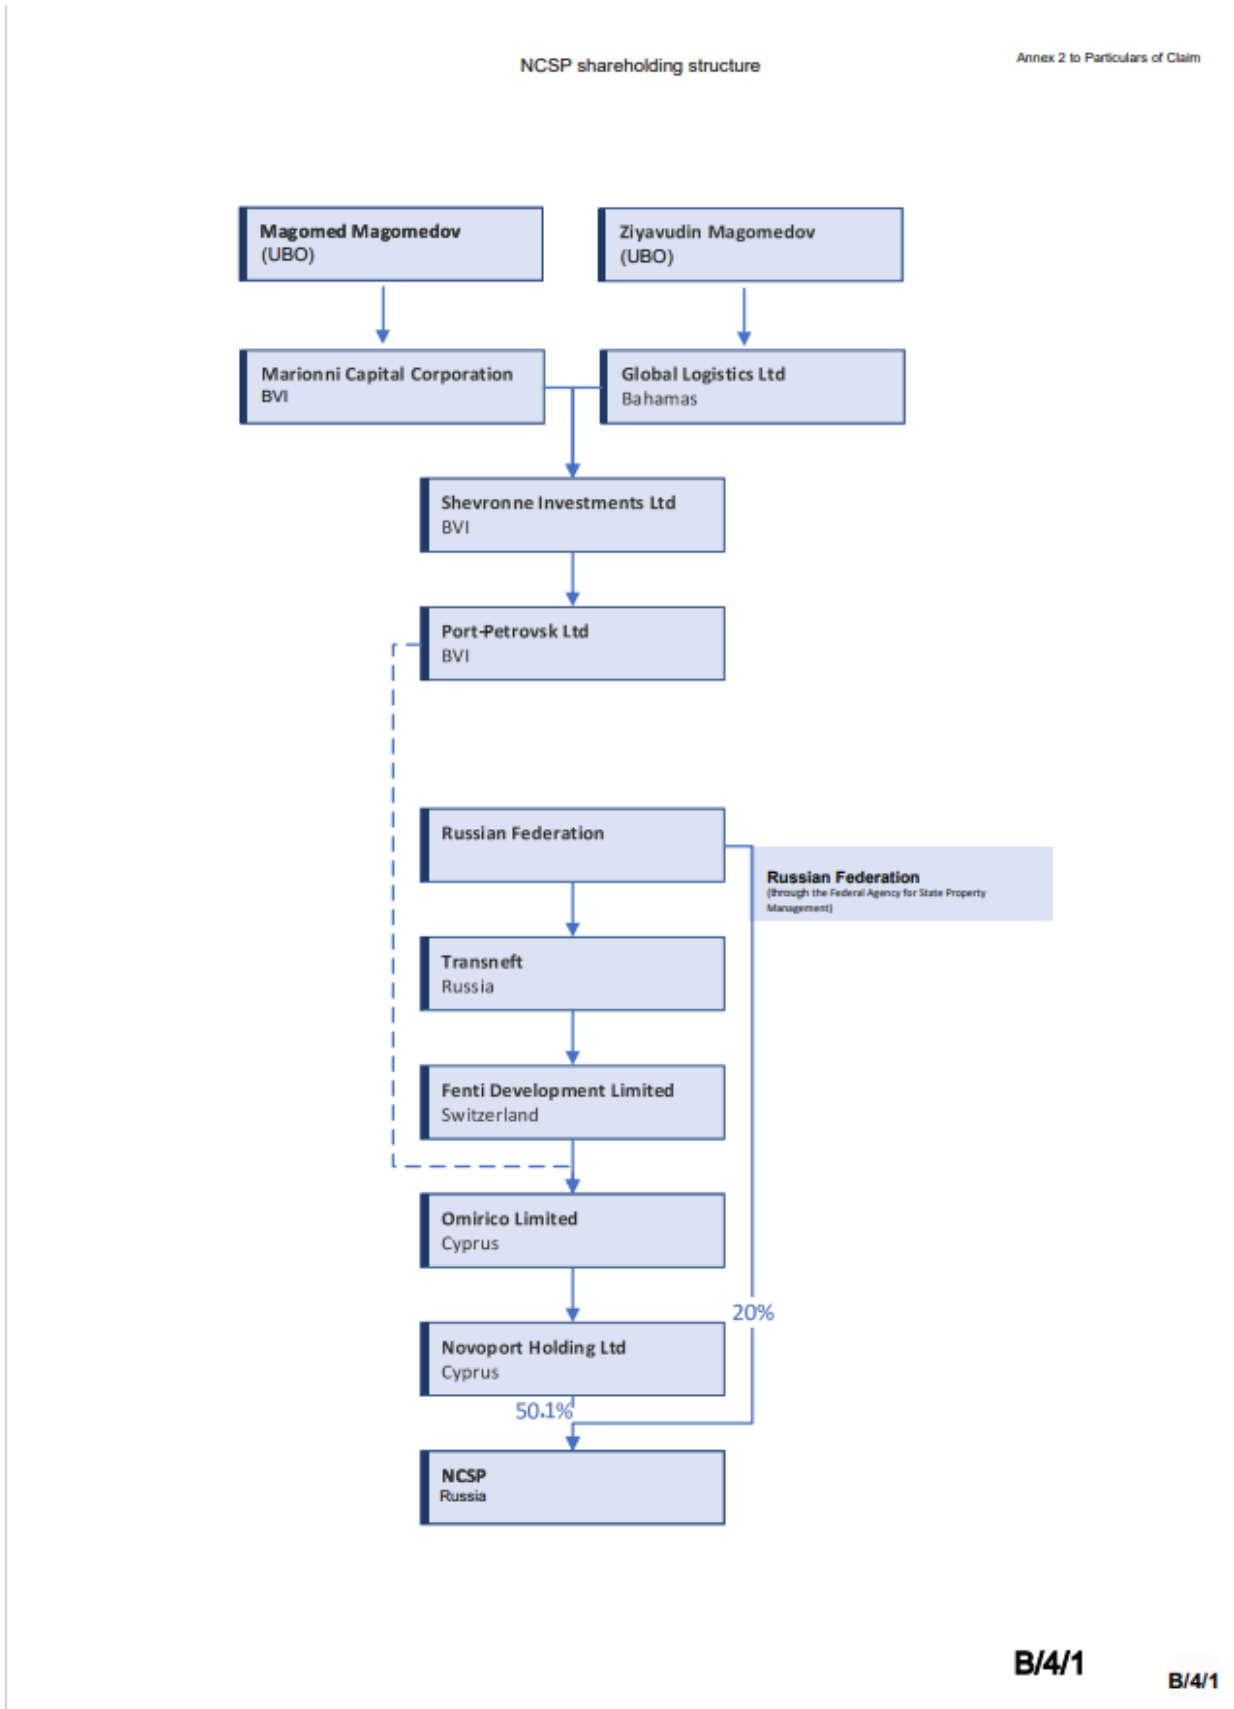 NCSP shareholding structure
Annex 2 to Particulars of Claim
Magomed Magomedov
(UBO)
Ziyavudin Magomedov
(UBO)
Marionni Capital Corporation
BVI
Global Logistics Ltd
Bahamas
Shevronne Investments Ltd
BVI
Port-Petrovsk Ltd
BVI
Russian Federation
Russian Federation
(through the Federal Agency for State Property
Management)
Transneft
Russia
Fenti Development Limited
Switzerland
Omirico Limited
Cyprus
20%
Novoport Holding Ltd
Cyprus
50.1%
NCSP
Russia
B/4/1
B/4/1